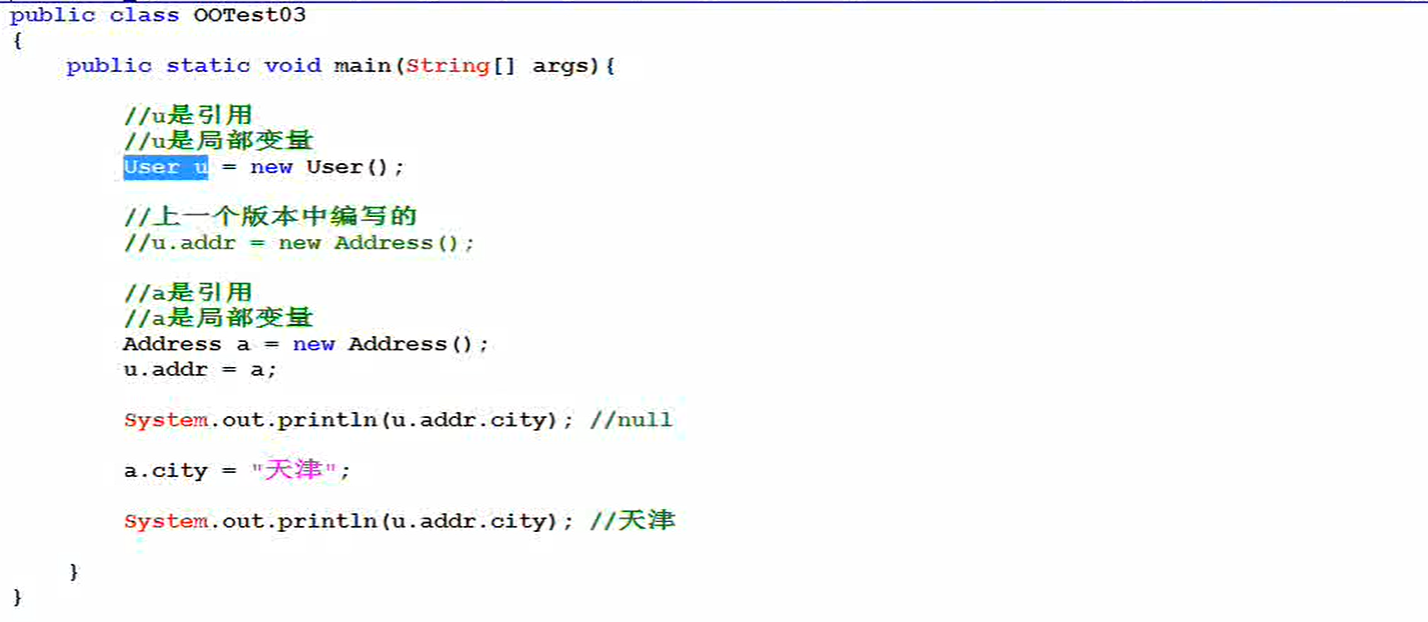 public class OOTest03
{
public static void main(String[] args){
//u是引用
//u是局部变量
User u = new User();
//上一个版本中编写的
//u.addr = new Address();
//a是引用
//a是局部变量
Address a = new Address();
u.addr = a;
System.out.println(u.addr.city); //null
a.city = "天津";
System.out.println(u.addr.city); //天津
}
}